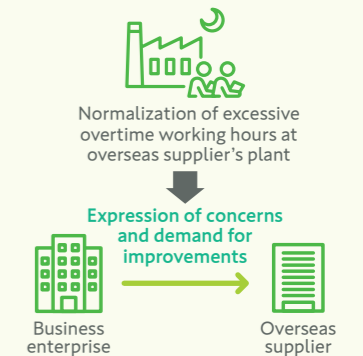 Normalization of excessive
overtime working hours at
overseas supplier’s plant
Expression of concerns
and demand for
improvements
Business
enterprise
Overseas
supplier